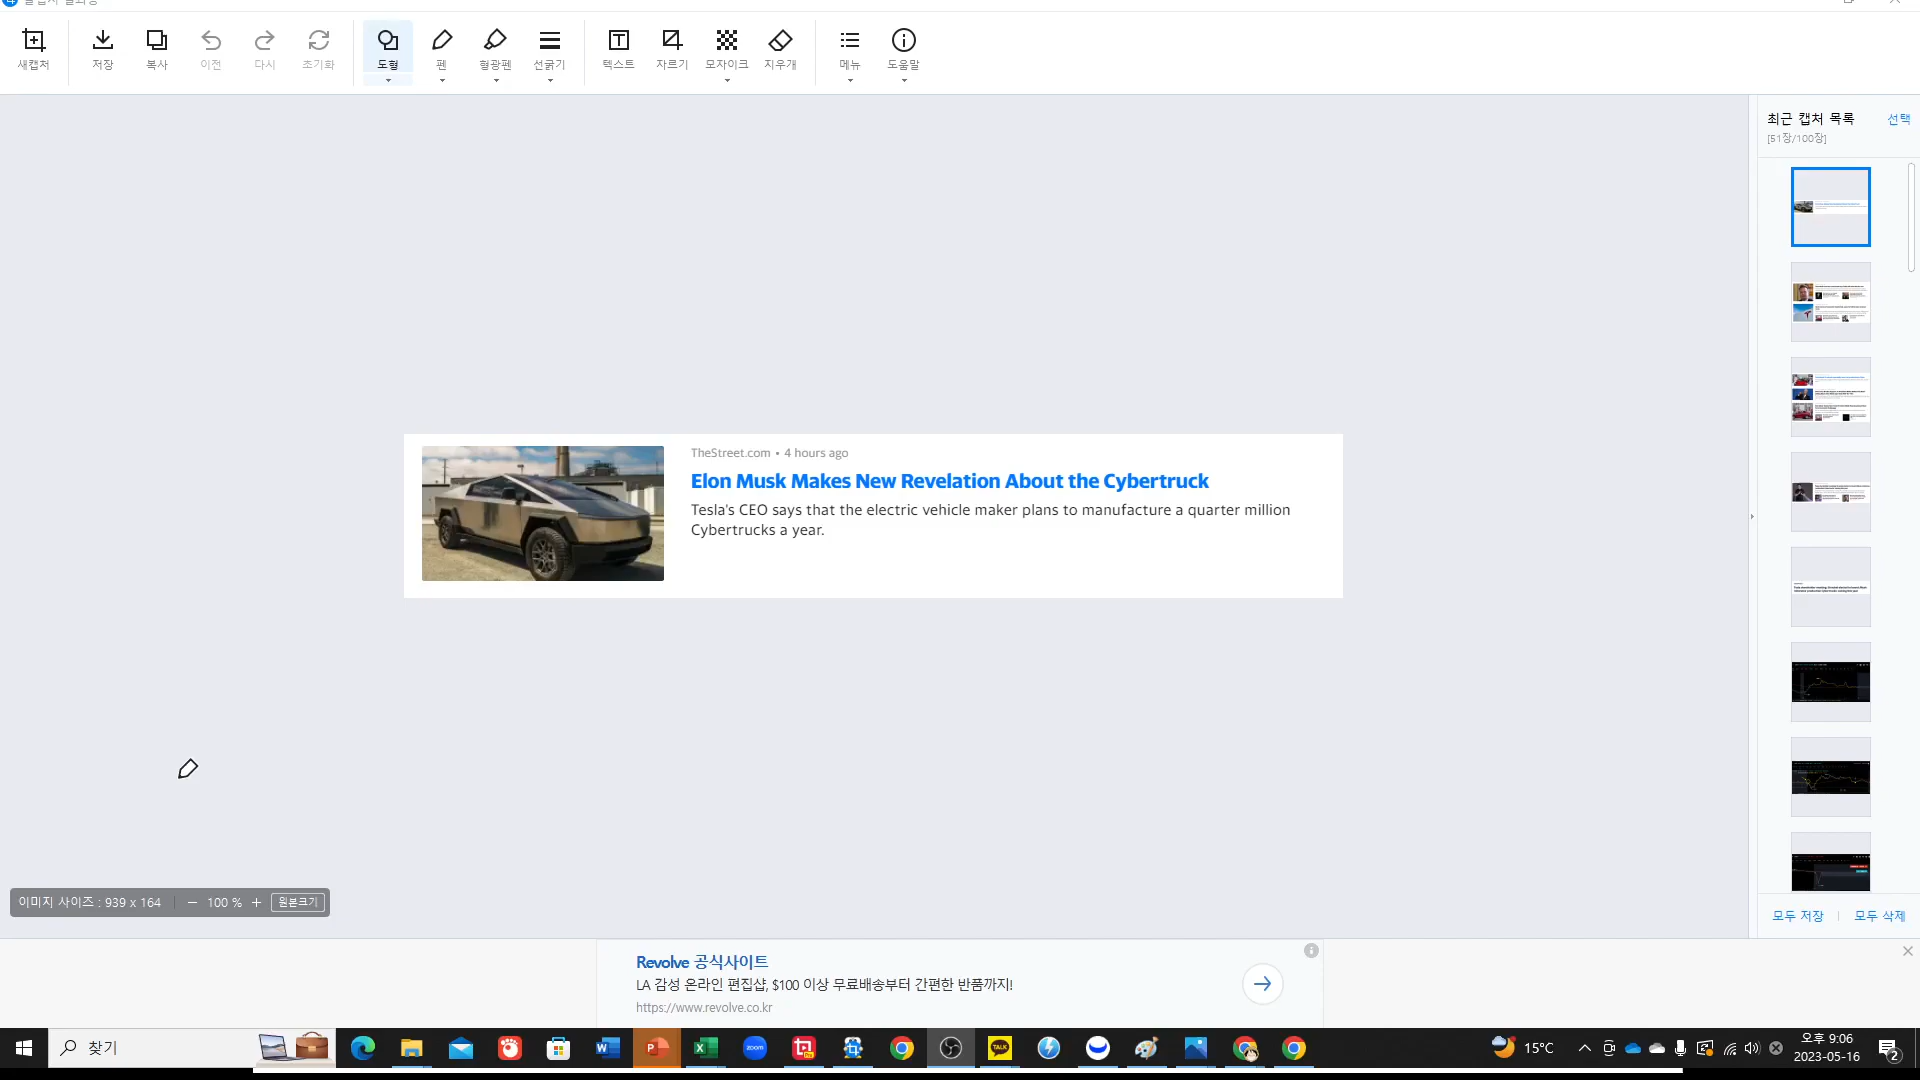 새캡처
저장
복사
이전
다시
초기화
도형
펜
형광펜
선굵기
텍스트
자르기
모자이크
지우개
메뉴
도움말
최근 캡처 목록
선택
[51장/100장]
TheStreet.com • 4 hours ago
Elon Musk Makes New Revelation About the Cybertruck
Tesla's CEO says that the electric vehicle maker plans to manufacture a quarter million
Cybertrucks a year.
이미지 사이즈 : 939 x 164
100 %
원본크기
모두 저장
모두 삭제
Revolve 공식사이트
LA 감성 온라인 편집샵, $100 이상 무료배송부터 간편한 반품까지!
https://www.revolve.co.kr
찾기
zoom
TALK
15°C
오후 9:06
2023-05-16
2